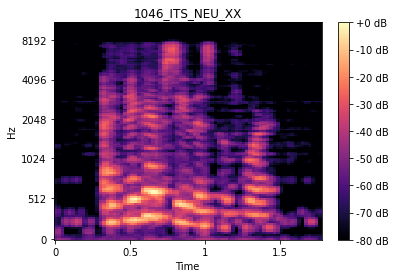 1046_ITS_NEU_XX
+0 dB
8192
-10 dB
4096
-20 dB
-30 dB
2048
Hz
-40 dB
1024
-50 dB
512
-60 dB
-70 dB
0
-80 dB
0
0.5
1
1.5
Time